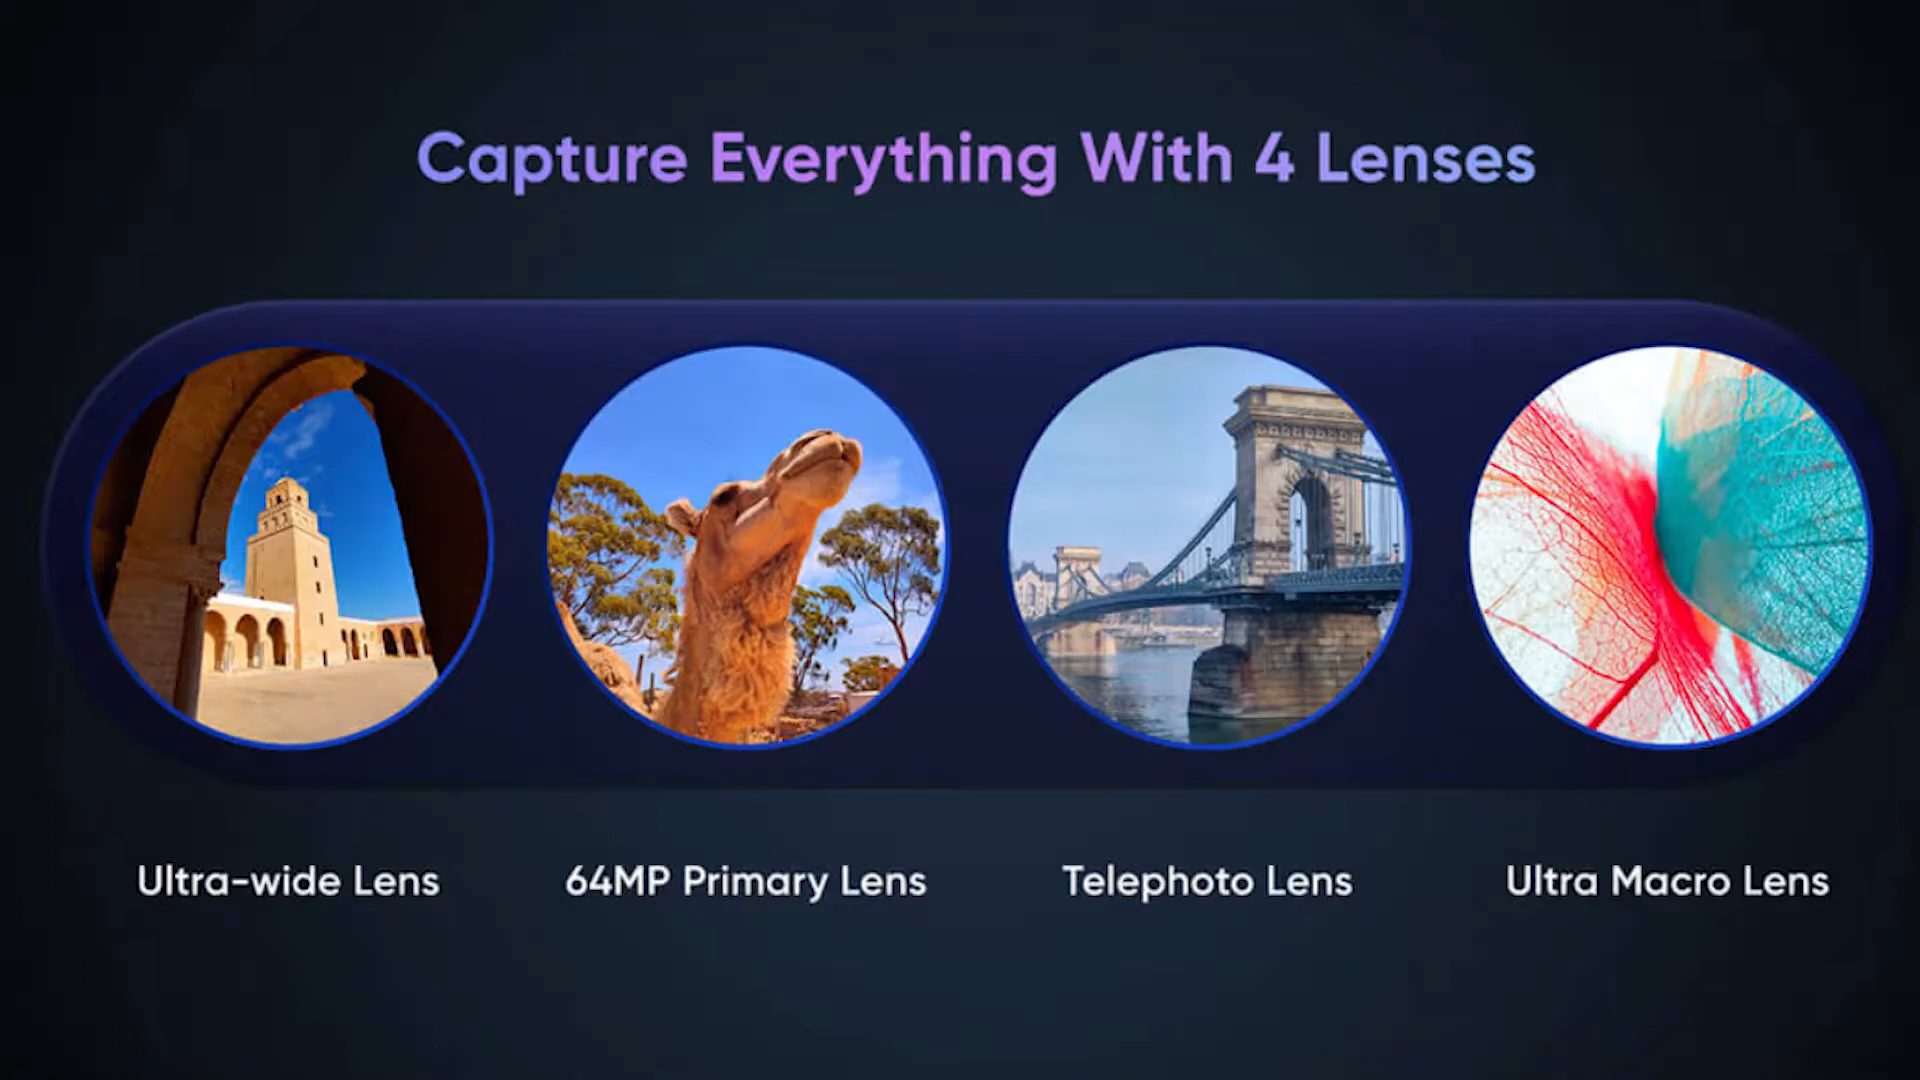 Capture Everything With 4 Lenses
Ultra-wide Lens
64MP Primary Lens
Telephoto Lens
Ultra Macro Lens